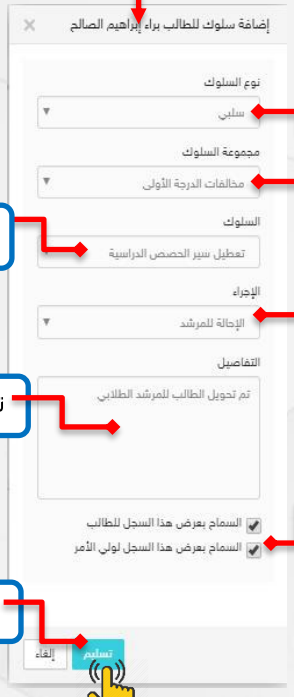 إضافة سلوك للطالب براء إبراهيم الصالح
نوع السلوك
سلبي
مجموعة السلوك
مخالفات الدرجة الأولى
السلوك
تعطيل سير الحصص الدراسية
الإجراء
الإحالة للمرشد
التفاصيل
تم تحويل الطالب للمرشد الطلابي
السماح بعرض هذا السجل للطالب
السماح بعرض هذا السجل لولي الأمر
تسليم
إلغاء